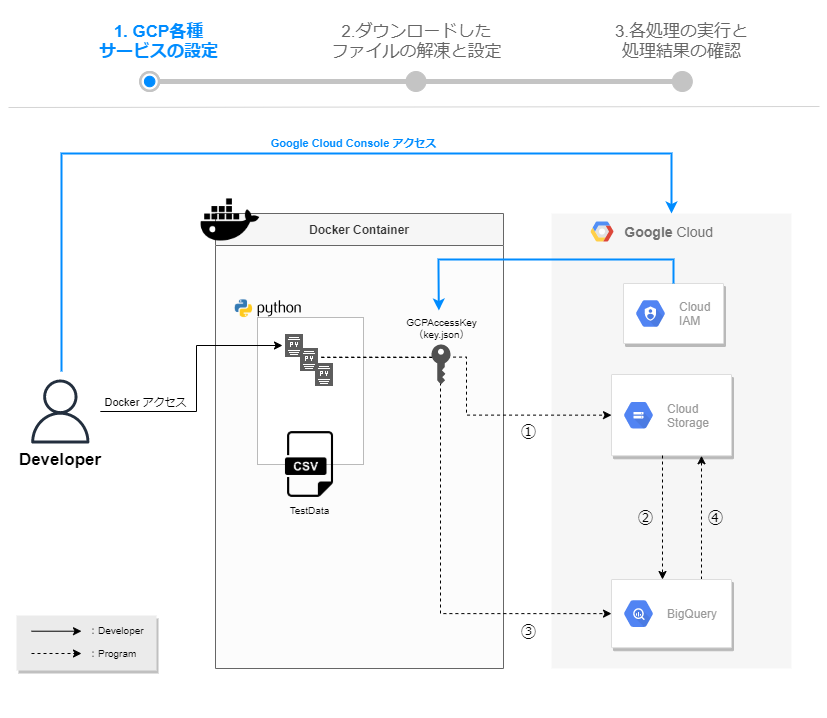 1. GCP各種
サービスの設定
2.ダウンロードした
ファイルの解凍と設定
3.各処理の実行と
処理結果の確認
Google Cloud Console アクセス
Docker Container
Google Cloud
python
GCPAccessKey
（key.json）
Cloud
IAM
PY
PY
PY
Docker アクセス
Cloud
Storage
①
Developer
CSV
TestData
②
④
BigQuery
③
: Developer
: Program